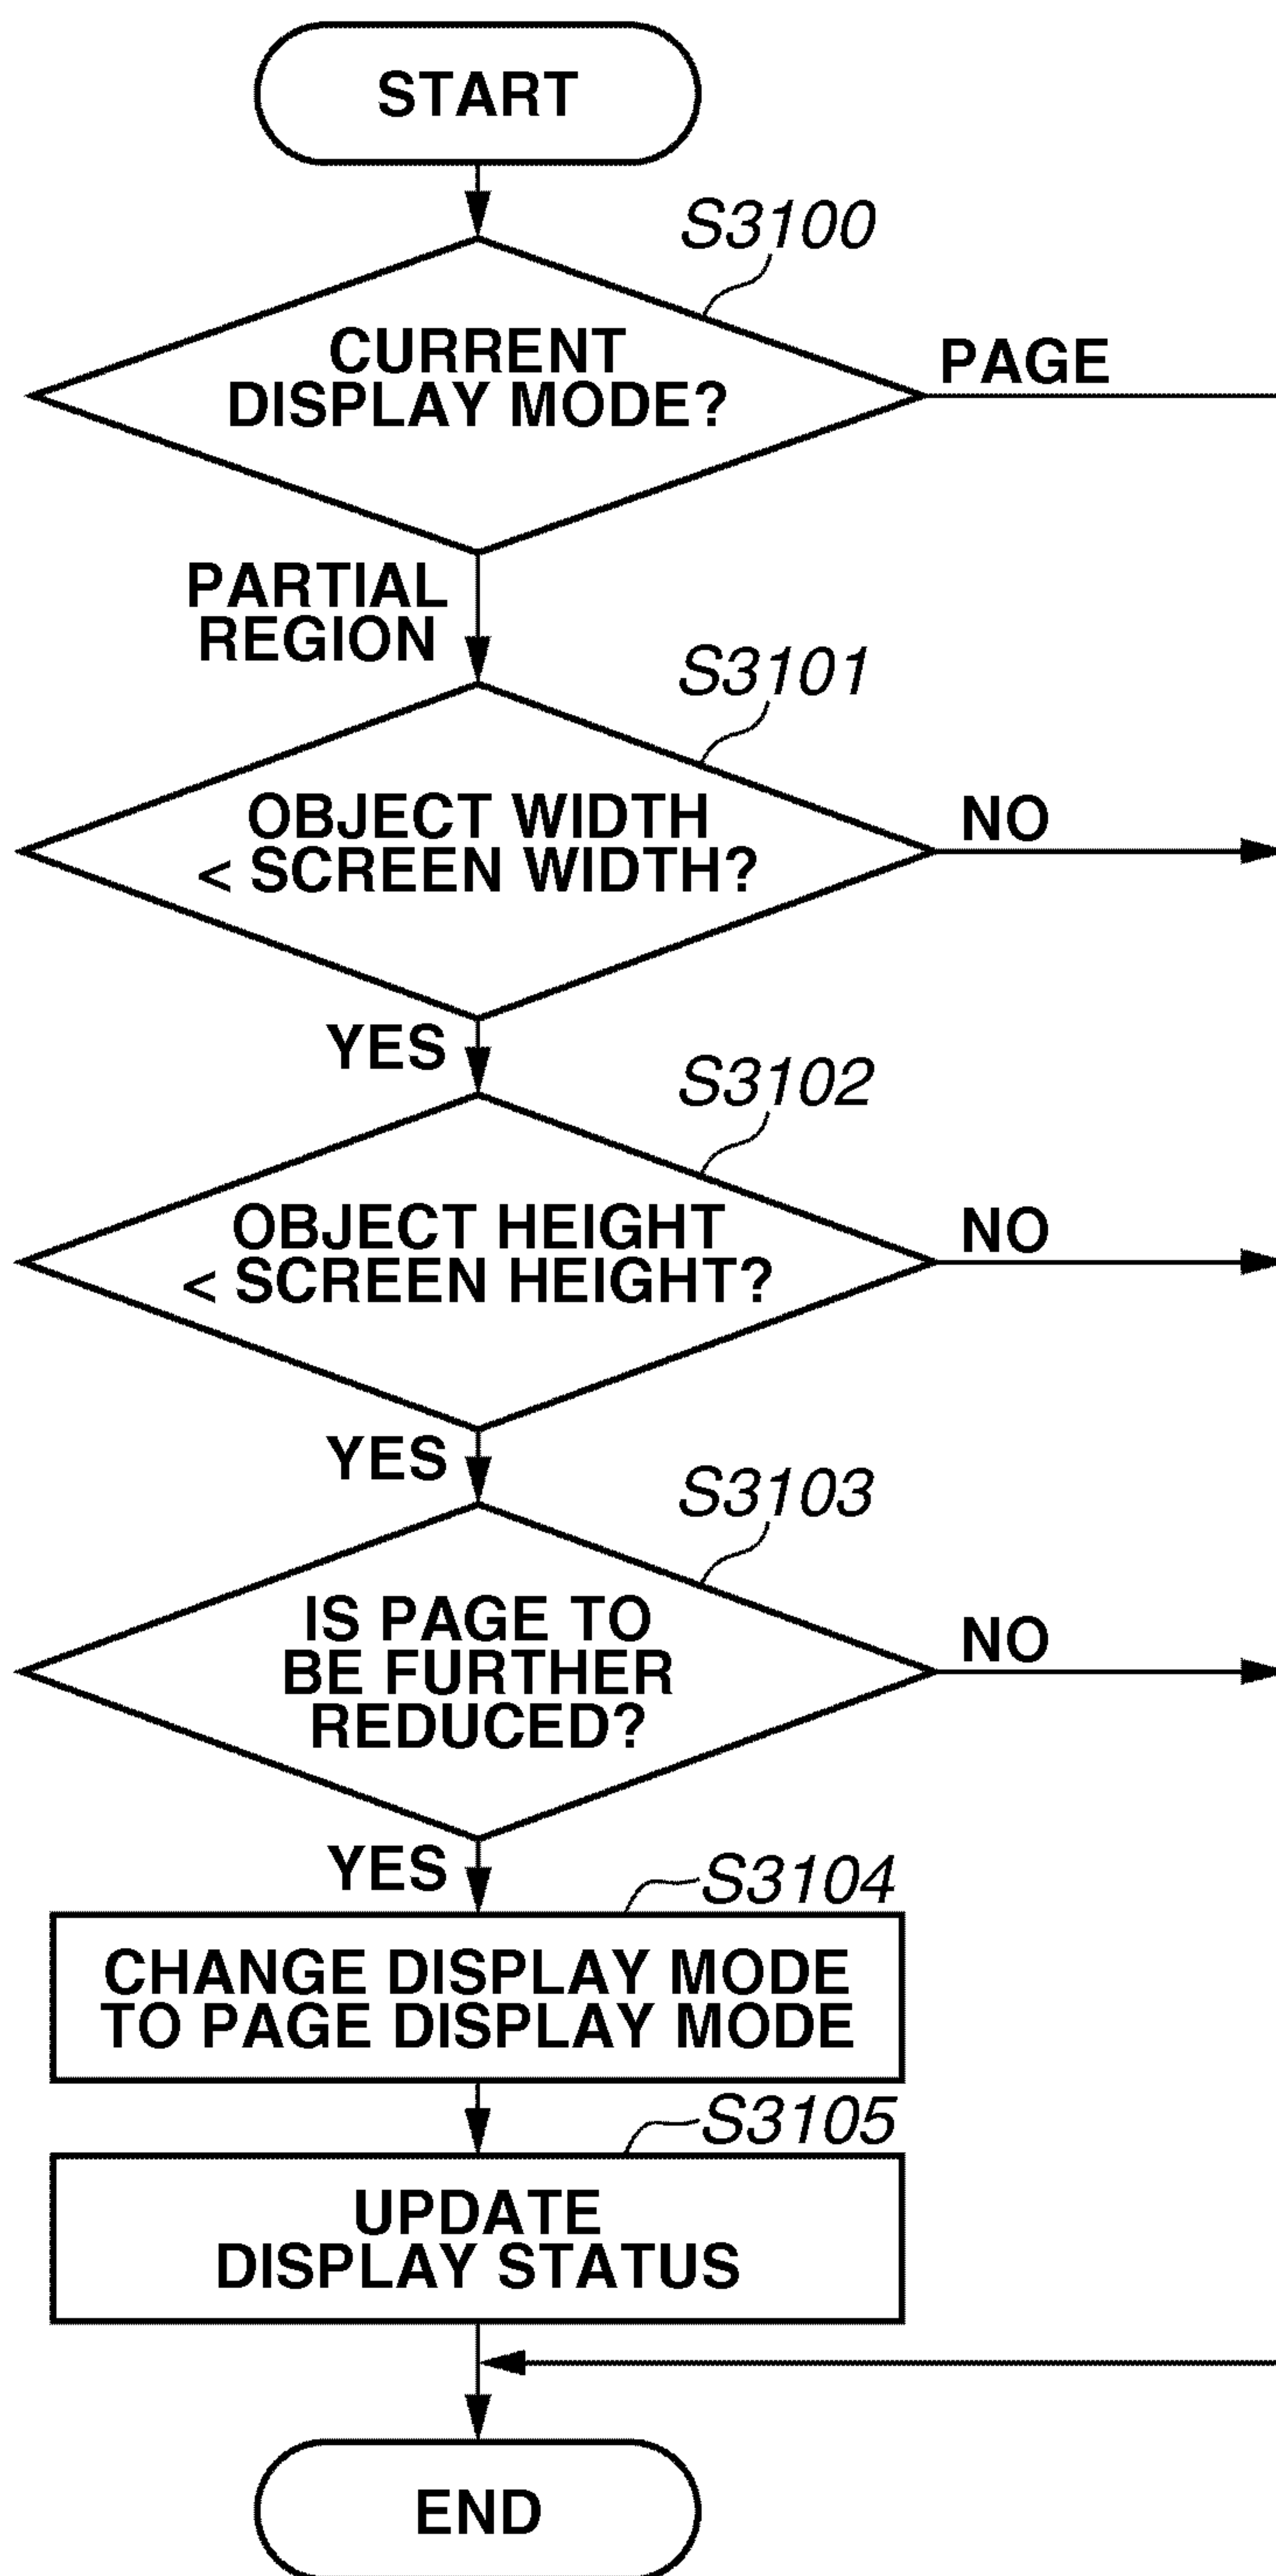 START
S3100
CURRENT
DISPLAY MODE?
PAGE
PARTIAL
REGION
S3101
OBJECT WIDTH
< SCREEN WIDTH?
NO
YES
S3102
OBJECT HEIGHT
< SCREEN HEIGHT?
NO
YES
S3103
IS PAGE TO
BE FURTHER
REDUCED?
NO
YES
S3104
CHANGE DISPLAY MODE
TO PAGE DISPLAY MODE
S3105
UPDATE
DISPLAY STATUS
END